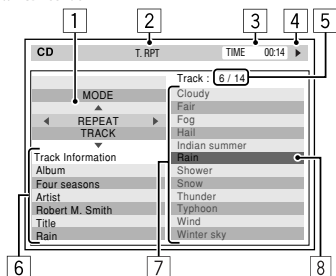 1
2
3
4
5
CD T. RPT TIME 00:14
Track : 6 / 14
MODE
REPEAT
TRACK
Track Information
Album
Four seasons
Artist
Robert M. Smith
Title
Rain
Cloudy
Fair
Fog
Hail
Indian summer
Rain
Shower
Snow
Thunder
Typhoon
Wind
Winter sky
6
7
8